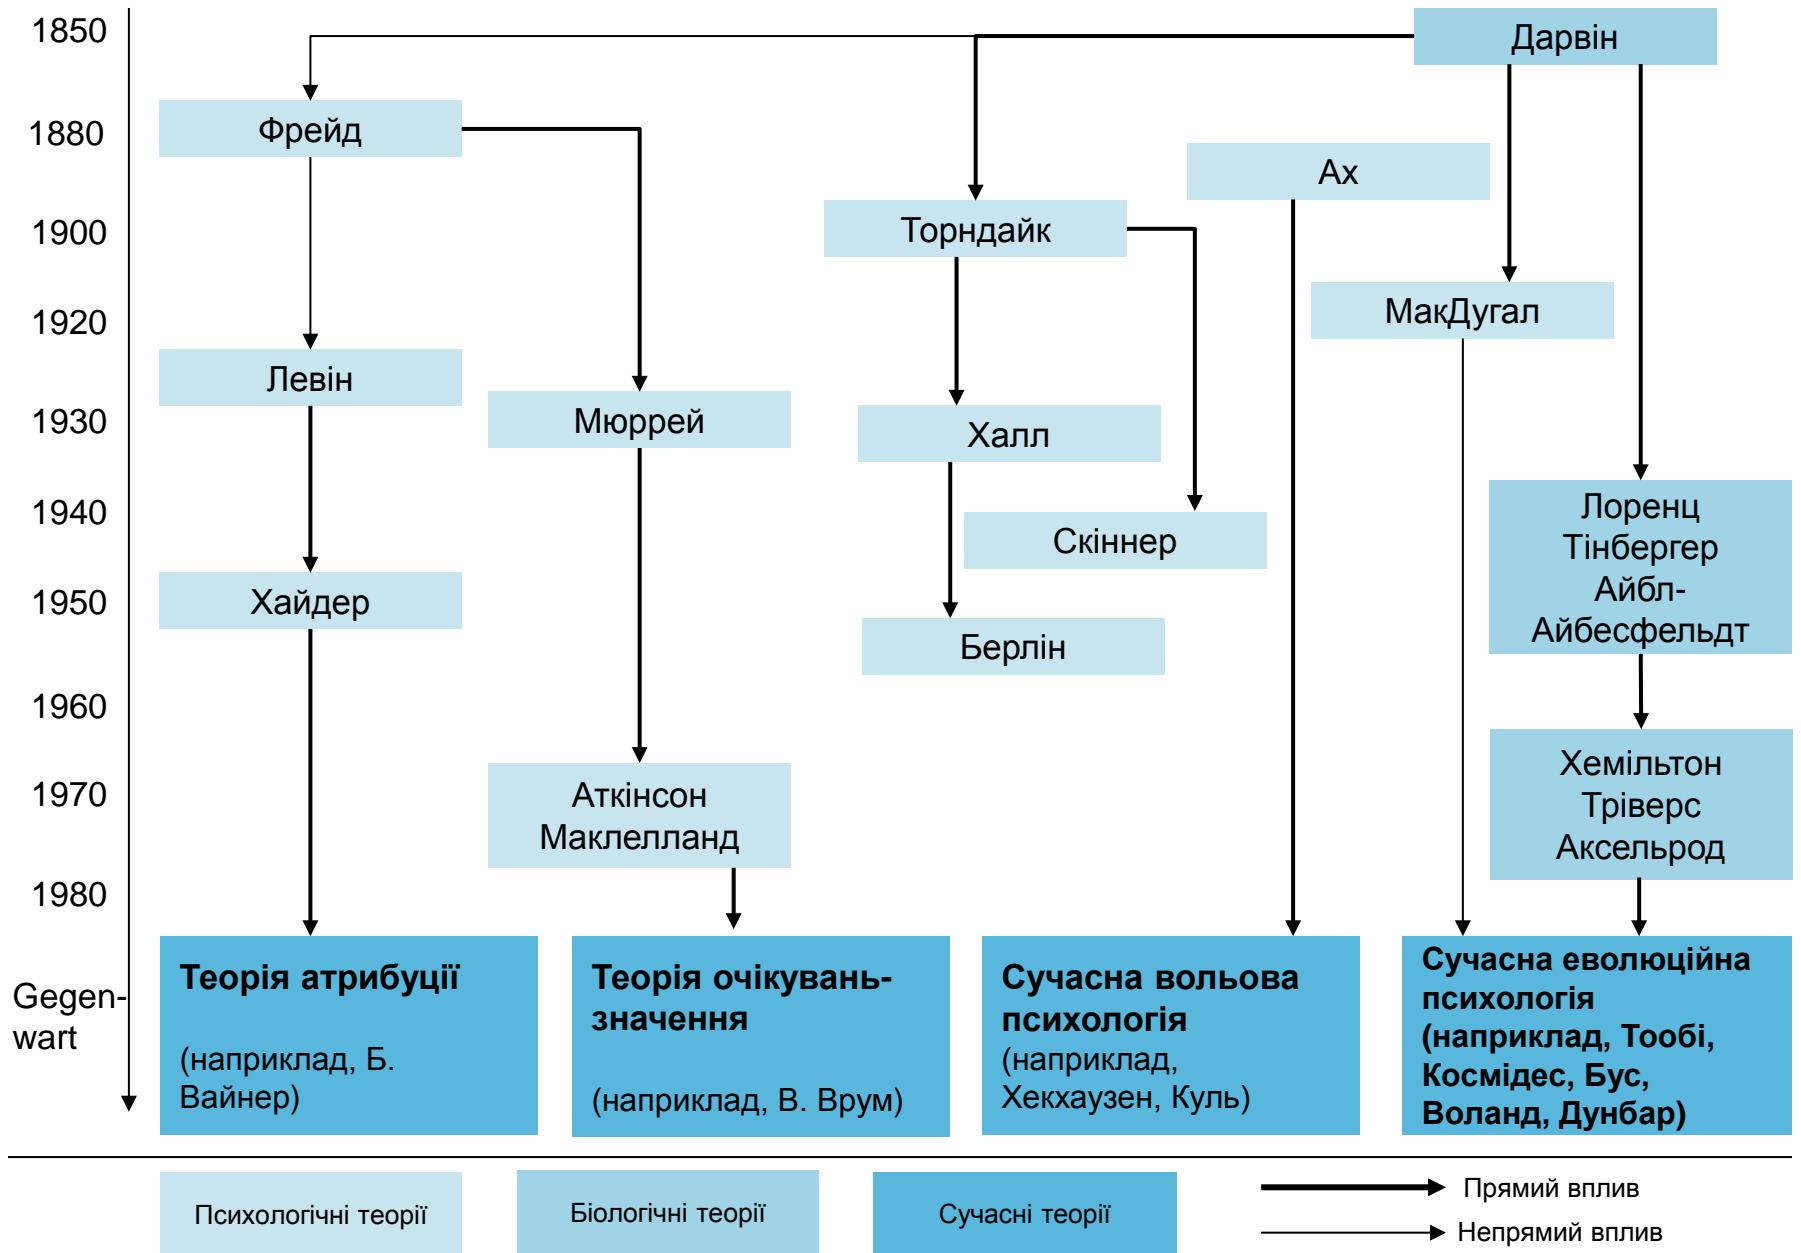 1850
Дарвін
1880
Фрейд
Ах
1900
Торндайк
1920
МакДугал
Левін
1930
Мюррей
Халл
1940
Скіннер
Лоренц
Тінбергер
Айбл-
Айбесфельдт
1950
Хайдер
Берлін
1960
1970
Аткінсон
Маклелланд
Хемільтон
Тріверс
Аксельрод
1980
Gegen-
wart
Теорія атрибуції
(наприклад, Б.
Вайнер)
Теорія очікувань-
значення
(наприклад, В. Врум)
Сучасна вольова
психологія
(наприклад,
Хекхаузен, Куль)
Сучасна еволюційна
психологія
(наприклад, Тообі,
Космідес, Бус,
Воланд, Дунбар)
Психологічні теорії
Біологічні теорії
Сучасні теорії
Прямий вплив
Непрямий вплив